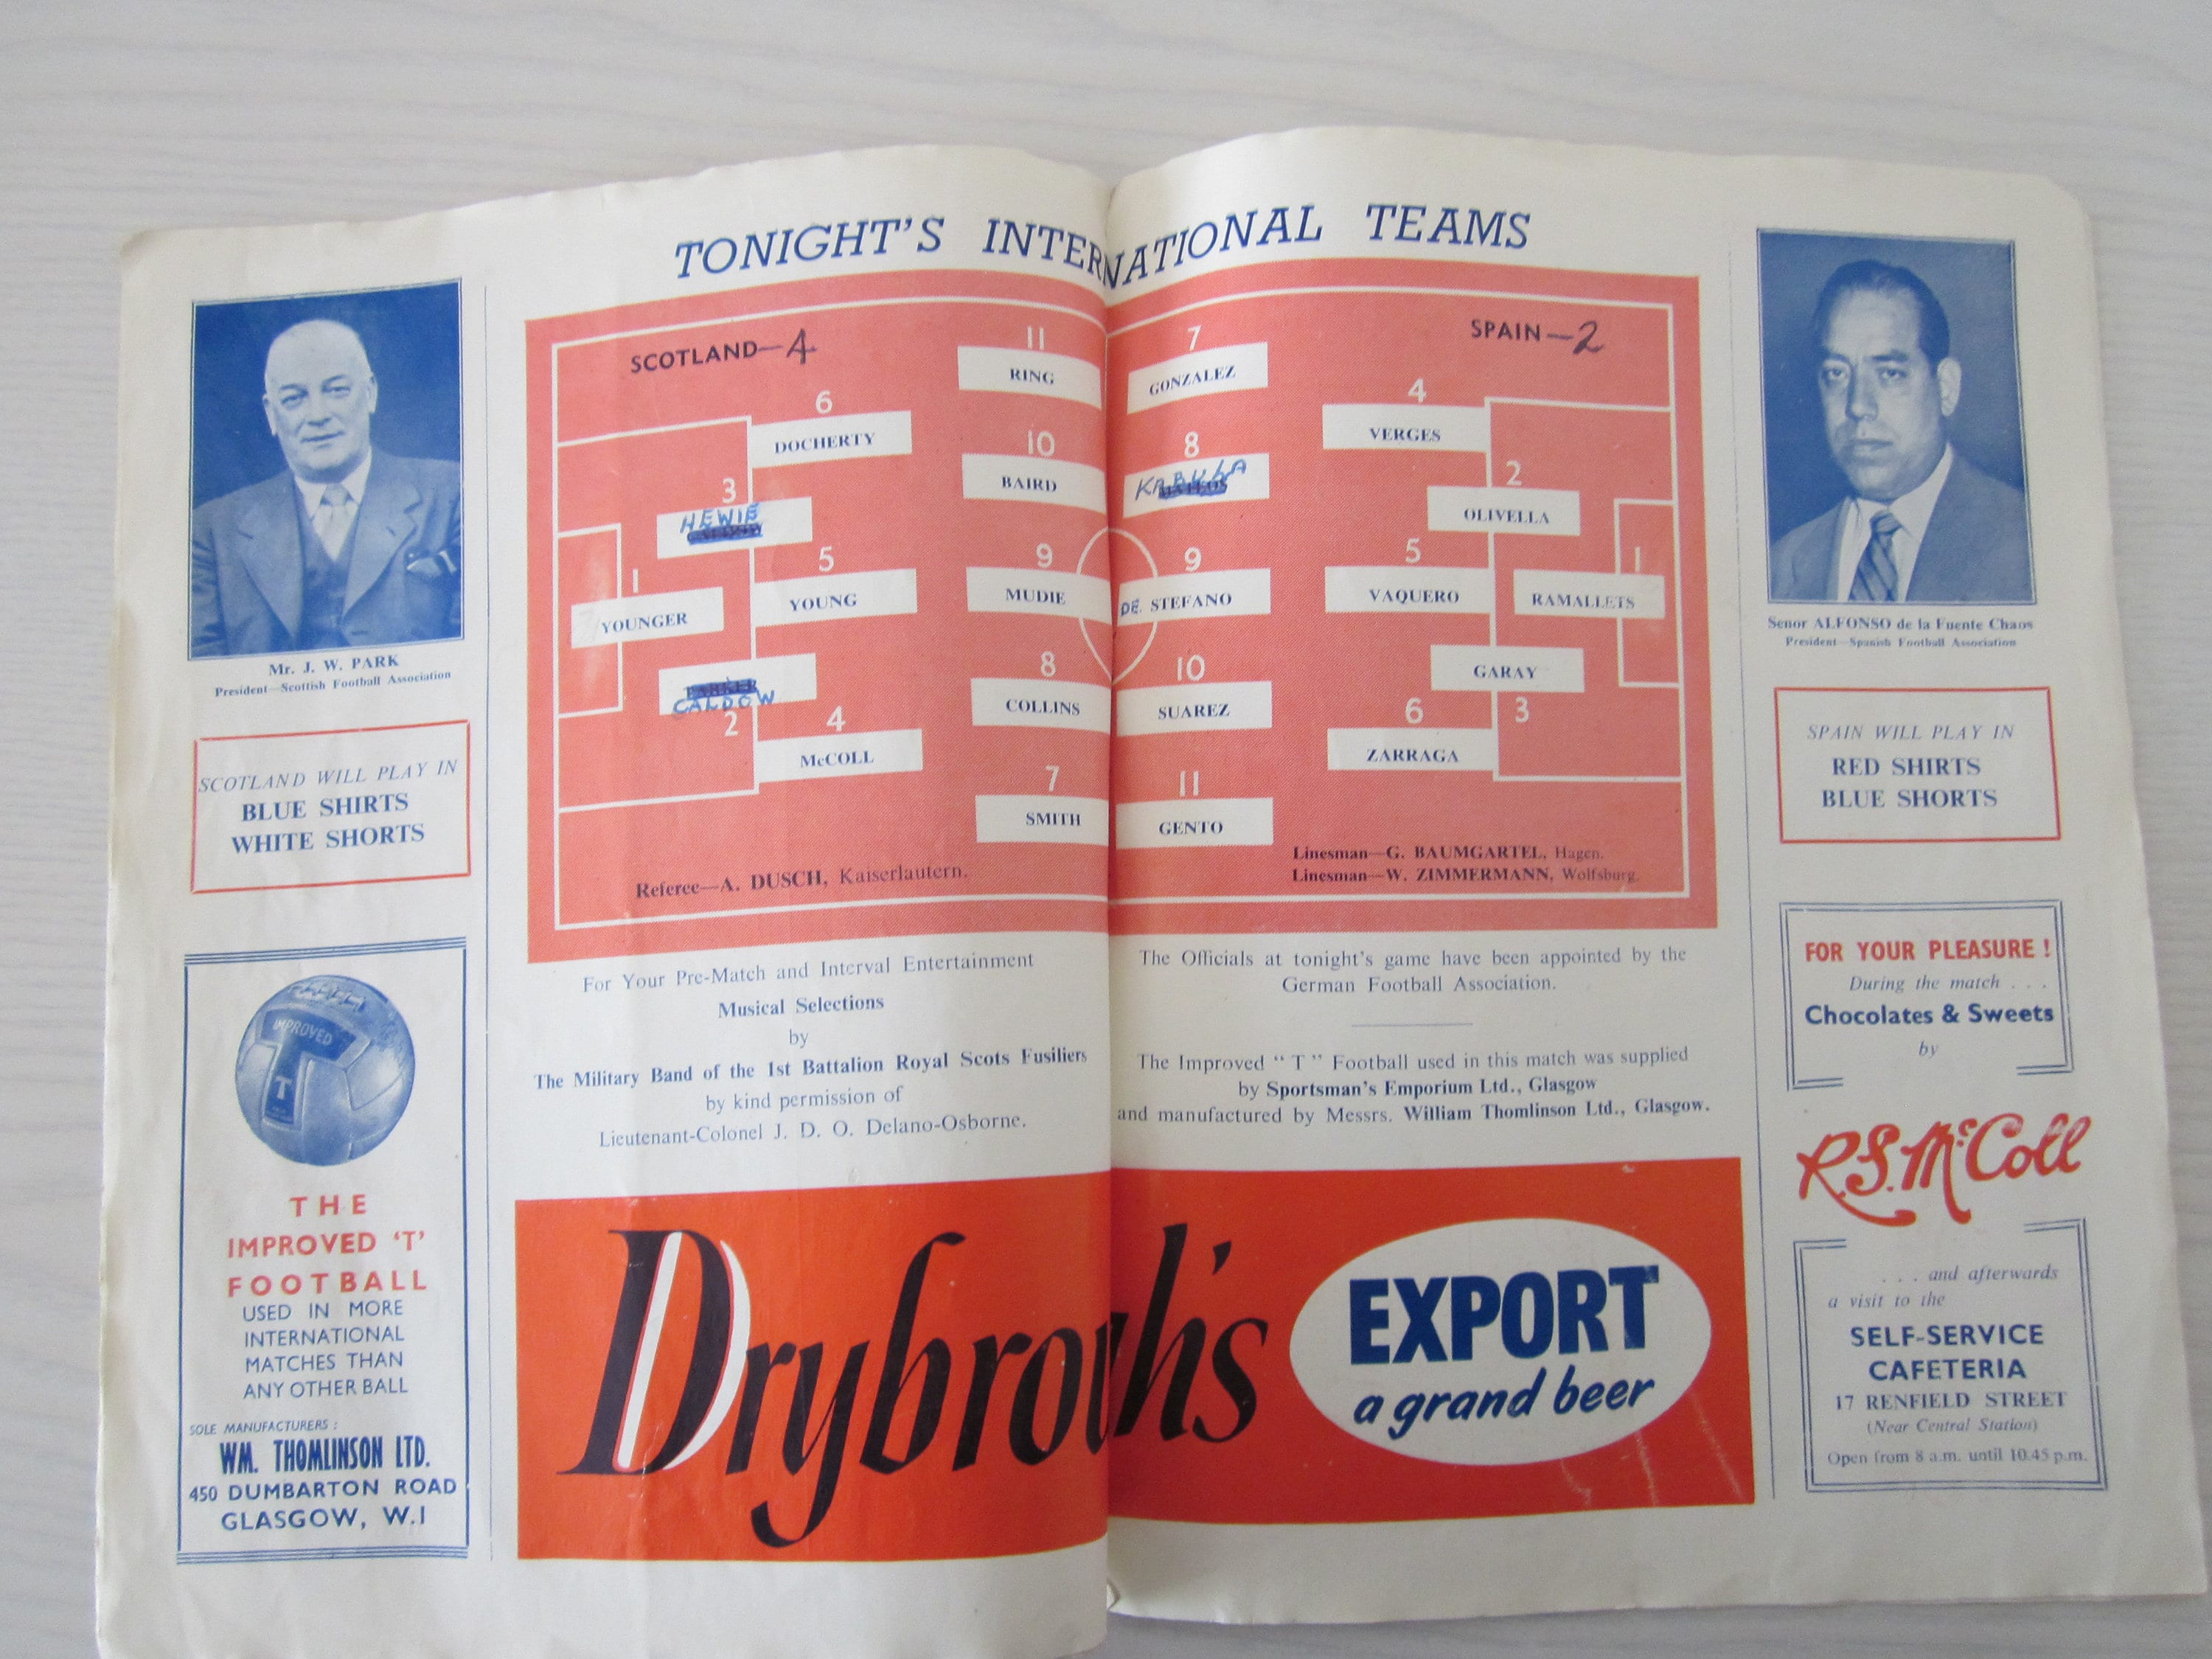 TONIGHT'S INTERNATIONAL TEAMS
Mr. J. W. PARK
President—Scottish Football Association
SCOTLAND WILL PLAY IN
BLUE SHIRTS
WHITE SHORTS
IMPROVED
T
THE
IMPROVED 'T'
FOOTBALL
USED IN MORE
INTERNATIONAL
MATCHES THAN
ANY OTHER BALL
SOLE MANUFACTURERS :
WM. THOMLINSON LTD.
450 DUMBARTON ROAD
GLASGOW, W.1
SCOTLAND—4
11
RING
6
DOCHERTY
10
BAIRD
3
HEWIE
1
YOUNGER
5
YOUNG
9
MUDIE
CALDOW
2
8
COLLINS
4
McCOLL
7
SMITH
Referee—A. DUSCH, Kaiserlautern.
SPAIN—2
7
GONZALEZ
4
VERGES
8
KABULA
2
OLIVELLA
9
DE. STEFANO
5
VAQUERO
1
RAMALLETS
10
SUAREZ
GARAY
3
6
ZARRAGA
11
GENTO
Linesman—G. BAUMGARTEL, Hagen.
Linesman—W. ZIMMERMANN, Wolfsburg.
For Your Pre-Match and Interval Entertainment
Musical Selections
by
The Military Band of the 1st Battalion Royal Scots Fusiliers
by kind permission of
Lieutenant-Colonel J. D. O. Delano-Osborne.
The Officials at tonight's game have been appointed by the
German Football Association.
The Improved "T" Football used in this match was supplied
by Sportsman's Emporium Ltd., Glasgow
and manufactured by Messrs. William Thomlinson Ltd., Glasgow.
Drybrough's
EXPORT
a grand beer
Senor ALFONSO de la Fuente Chaos
President—Spanish Football Association
SPAIN WILL PLAY IN
RED SHIRTS
BLUE SHORTS
FOR YOUR PLEASURE !
During the match . . .
Chocolates & Sweets
by
R.S. McColl
. . . and afterwards
a visit to the
SELF-SERVICE
CAFETERIA
17 RENFIELD STREET
(Near Central Station)
Open from 8 a.m. until 10.45 p.m.